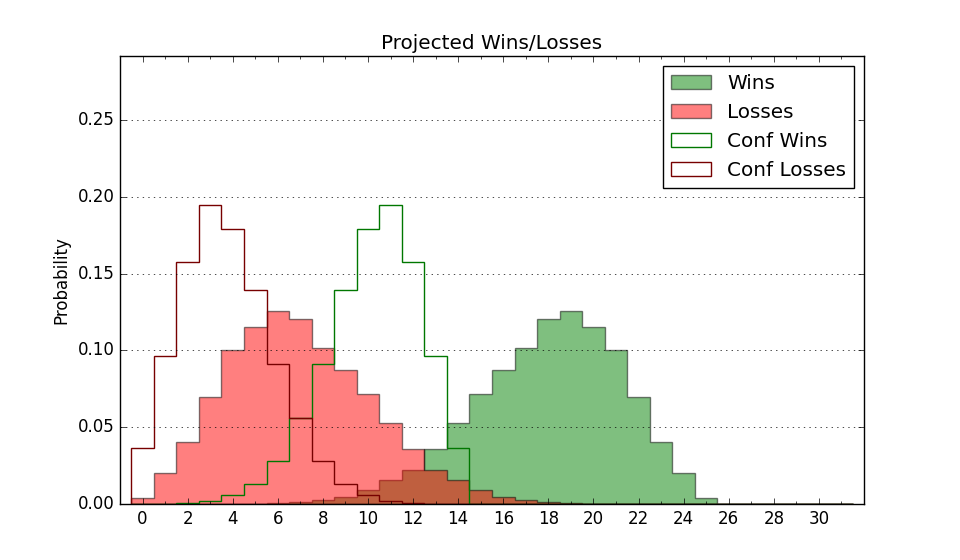 Projected Wins/Losses
Wins
Losses
Conf Wins
Conf Losses
Probability
0.25
0.20
0.15
0.10
0.05
0.00
0 2 4 6 8 10 12 14 16 18 20 22 24 26 28 30